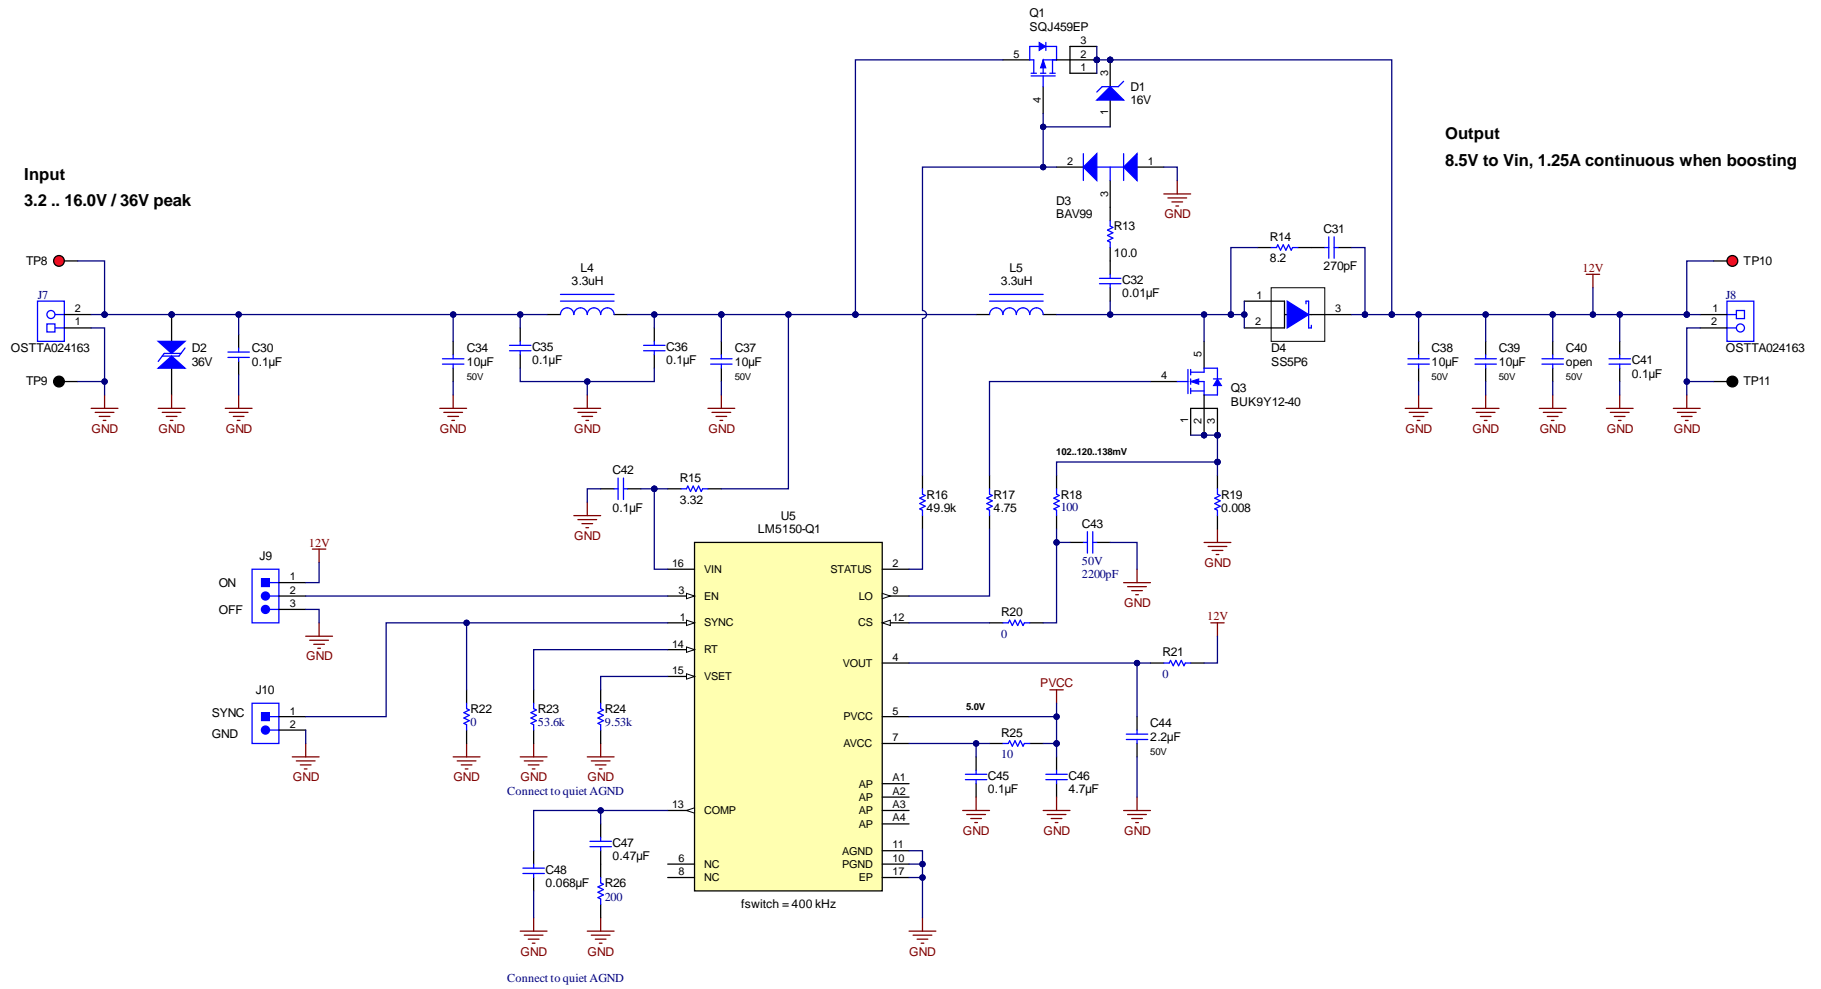 Q1
SQJ459EP
5
3
2
1
4
3
1
D1
16V
Output
8.5V to Vin, 1.25A continuous when boosting
Input
3.2 .. 16.0V / 36V peak
2
1
3
D3
BAV99
GND
R13
10.0
C32
0.01µF
R14
8.2
C31
270pF
TP8
J7
2
1
OSTTA024163
TP9
GND
D2
36V
GND
C30
0.1µF
GND
C34
10µF
50V
GND
C35
0.1µF
L4
3.3uH
C36
0.1µF
GND
C37
10µF
50V
GND
L5
3.3uH
1
2
3
D4
SS5P6
12V
TP10
J8
1
2
OSTTA024163
TP11
GND
C38
10µF
50V
GND
C39
10µF
50V
GND
C40
open
50V
GND
C41
0.1µF
GND
5
4
Q3
BUK9Y12-40
1
2
3
102..120..138mV
C42
0.1µF
GND
R15
3.32
R16
49.9k
R17
4.75
R18
100
R19
0.008
GND
C43
50V
2200pF
GND
U5
LM5150-Q1
J9
12V
ON
OFF
1
2
3
GND
J10
SYNC
GND
1
2
GND
R22
0
GND
R23
53.6k
GND
R24
9.53k
GND
Connect to quiet AGND
16 VIN
3 EN
1 SYNC
14 RT
15 VSET
13 COMP
6 NC
8 NC
STATUS 2
LO 9
CS 12
VOUT 4
PVCC 5
AVCC 7
AP A1
AP A2
AP A3
AP A4
AGND 11
PGND 10
EP 17
R20
0
12V
R21
0
PVCC
5.0V
R25
10
C45
0.1µF
GND
C46
4.7µF
GND
C44
2.2µF
50V
GND
C47
0.47µF
C48
0.068µF
R26
200
GND
GND
Connect to quiet AGND
fswitch = 400 kHz
GND